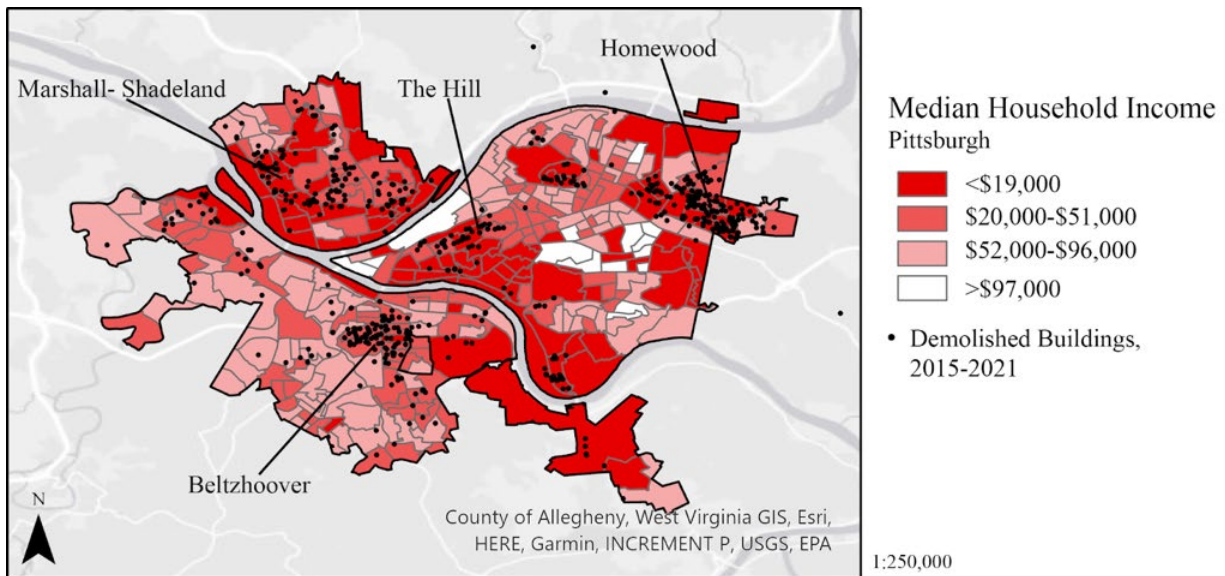 Homewood
Marshall- Shadeland
The Hill
Beltzhoover
N
County of Allegheny, West Virginia GIS, Esri,
HERE, Garmin, INCREMENT P, USGS, EPA
Median Household Income
Pittsburgh
<$19,000
$20,000-$51,000
$52,000-$96,000
>$97,000
• Demolished Buildings,
2015-2021
1:250,000